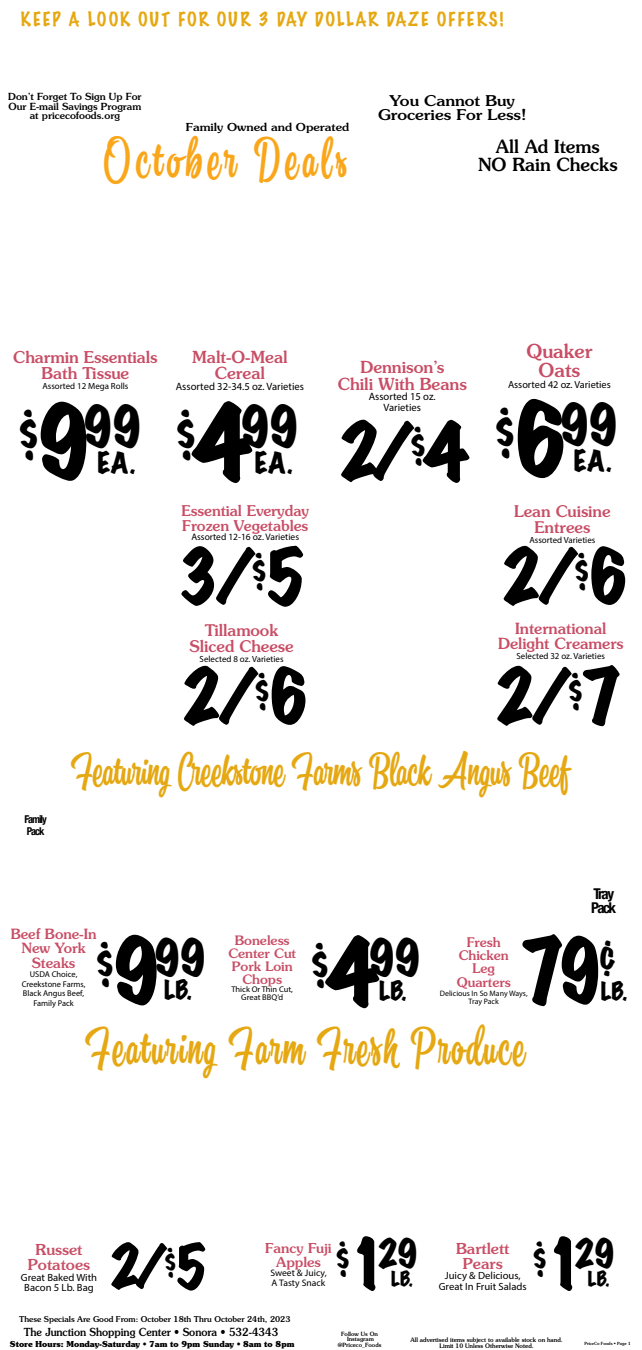 KEEP A LOOK OUT FOR OUR 3 DAY DOLLAR DAZE OFFERS!
Don't Forget To Sign Up For
Our E-mail Savings Program
at pricecofoods.org
You Cannot Buy
Groceries For Less!
Family Owned and Operated
October Deals
All Ad Items
NO Rain Checks
Charmin Essentials
Bath Tissue
Assorted 12 Mega Rolls
$9.99 EA.
Malt-O-Meal
Cereal
Assorted 32-34.5 oz. Varieties
$4.99 EA.
Dennison's
Chili With Beans
Assorted 15 oz.
Varieties
2/$4
Quaker
Oats
Assorted 42 oz. Varieties
$6.99 EA.
Essential Everyday
Frozen Vegetables
Assorted 12-16 oz. Varieties
3/$5
Lean Cuisine
Entrees
Assorted Varieties
2/$6
Tillamook
Sliced Cheese
Selected 8 oz. Varieties
2/$6
International
Delight Creamers
Selected 32 oz. Varieties
2/$7
Featuring Creekstone Farms Black Angus Beef
Family
Pack
Tray
Pack
Beef Bone-In
New York
Steaks
USDA Choice,
Creekstone Farms,
Black Angus Beef,
Family Pack
$9.99 LB.
Boneless
Center Cut
Pork Loin
Chops
Thick Or Thin Cut,
Great BBQ'd
$4.99 LB.
Fresh
Chicken
Leg
Quarters
Delicious In So Many Ways,
Tray Pack
79¢ LB.
Featuring Farm Fresh Produce
Russet
Potatoes
Great Baked With
Bacon 5 Lb. Bag
2/$5
Fancy Fuji
Apples
Sweet & Juicy,
A Tasty Snack
$1.29 LB.
Bartlett
Pears
Juicy & Delicious,
Great In Fruit Salads
$1.29 LB.
These Specials Are Good From: October 18th Thru October 24th, 2023
The Junction Shopping Center • Sonora • 532-4343
Store Hours: Monday-Saturday • 7am to 9pm Sunday • 8am to 8pm
Follow Us On
Instagram
@Priceco_Foods
All advertised items subject to available stock on hand.
Limit 10 Unless Otherwise Noted.
PriceCo Foods • Page 1